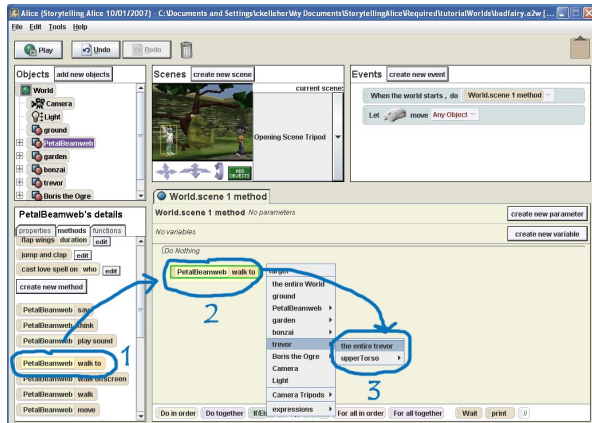 Alice (Storytelling Alice 10/01/2007) - C:\Documents and Settings\ckelleher\My Documents\StorytellingAlice\Required\tutorialWorlds\badfairy.a2w [...
File Edit Tools Help
Play Undo Redo
Objects add new objects
World
Camera
Light
ground
PetalBeamweb
garden
bonzai
trevor
Boris the Ogre
Scenes create new scene
current scene:
Opening Scene Tripod
ADD OBJECTS
Events create new event
When the world starts , do World.scene 1 method
Let move Any Object
PetalBeamweb's details
properties methods functions
flap wings duration edit
jump and clap edit
cast love spell on who edit
create new method
PetalBeamweb say
PetalBeamweb think
PetalBeamweb play sound
PetalBeamweb walk to
PetalBeamweb walk offscreen
PetalBeamweb walk
PetalBeamweb move
1
World.scene 1 method
World.scene 1 method No parameters
create new parameter
No variables
create new variable
Do Nothing
PetalBeamweb walk to target
2
the entire World
ground
PetalBeamweb
garden
bonzai
trevor
Boris the Ogre
Camera
Light
Camera Tripods
expressions
the entire trevor
upperTorso
3
Do in order Do together If/El For all in order For all together Wait print //